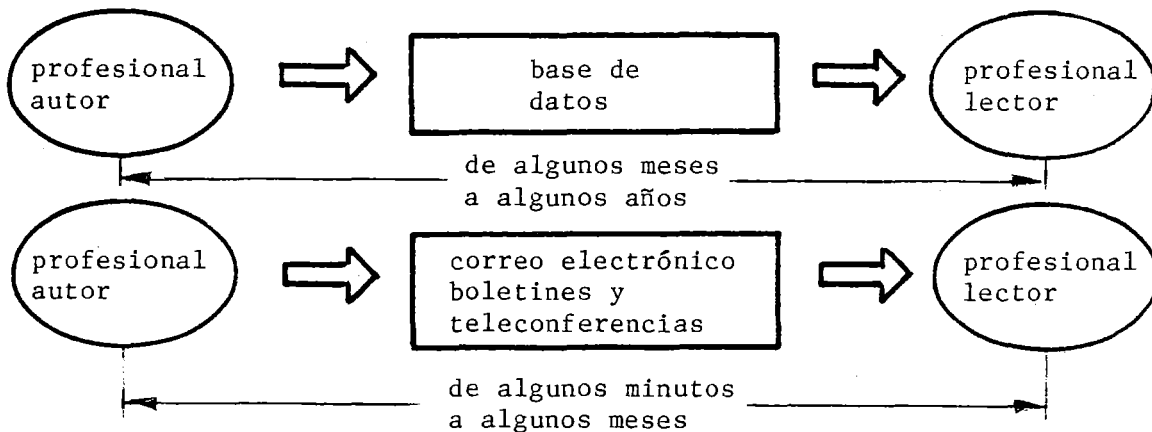 profesional
autor
base de
datos
profesional
lector
de algunos meses
a algunos años
profesional
autor
correo electrónico
boletines y
teleconferencias
profesional
lector
de algunos minutos
a algunos meses